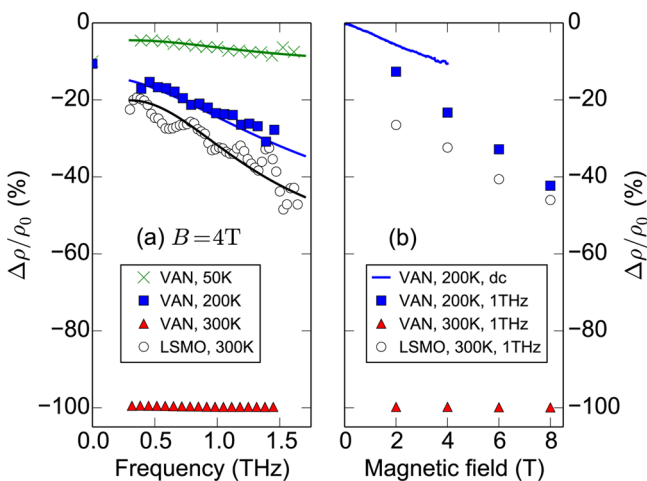 0
−20
−40
−60
−80
−100
Δρ/ρ₀ (%)
(a) B=4T
VAN, 50K
VAN, 200K
VAN, 300K
LSMO, 300K
0.0 0.5 1.0 1.5
Frequency (THz)
(b)
VAN, 200K, dc
VAN, 200K, 1THz
VAN, 300K, 1THz
LSMO, 300K, 1THz
0 2 4 6 8
Magnetic field (T)
0
−20
−40
−60
−80
−100
Δρ/ρ₀ (%)